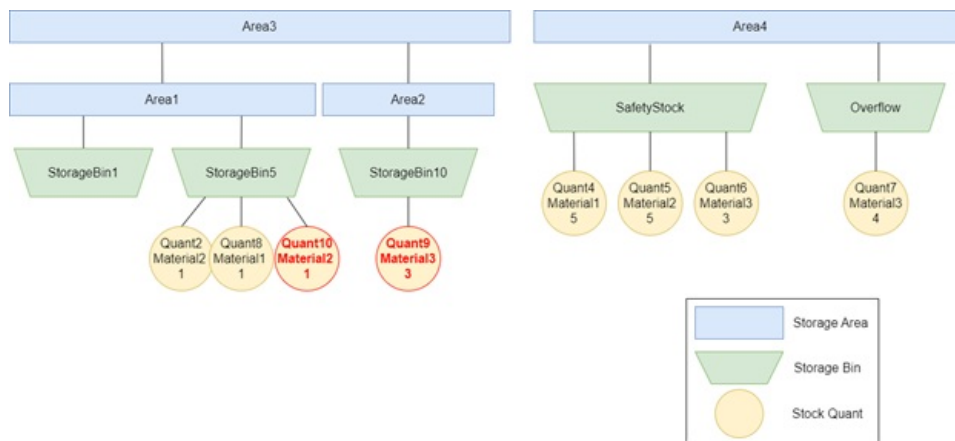 Area3
Area4
Area1
Area2
SafetyStock
Overflow
StorageBin1
StorageBin5
StorageBin10
Quant4
Material1
5
Quant5
Material2
5
Quant6
Material3
3
Quant7
Material3
4
Quant2
Material2
1
Quant8
Material1
1
Quant10
Material2
1
Quant9
Material3
3
Storage Area
Storage Bin
Stock Quant